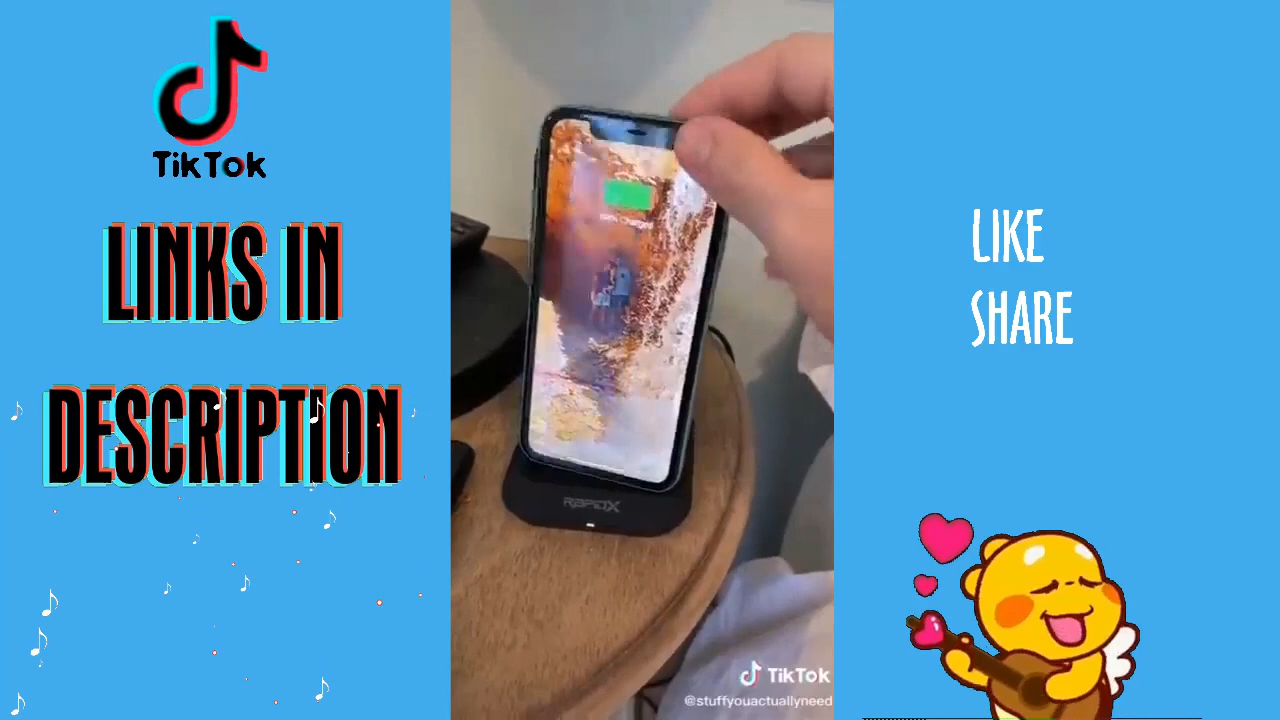 TikTok
LINKS IN
DESCRIPTION
RAPIDX
TikTok
@stuffyouactuallyneed
LIKE
SHARE